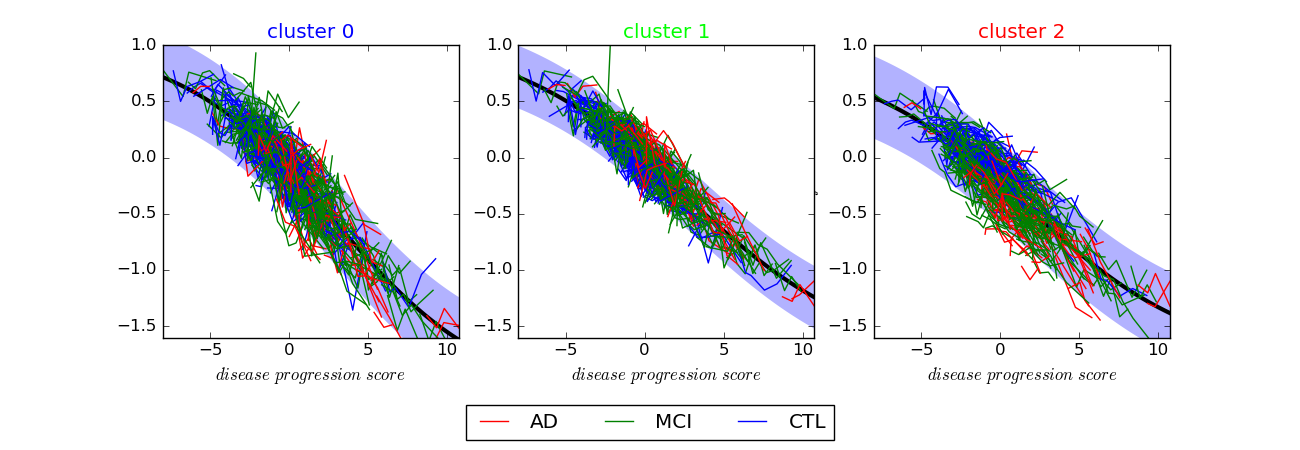 cluster 0 cluster 1 cluster 2
1.0 1.0 1.0
0.5 0.5 0.5
0.0 0.0 0.0
−0.5 −0.5 −0.5
−1.0 −1.0 −1.0
−1.5 −1.5 −1.5
−5 0 5 10 −5 0 5 10 −5 0 5 10
disease progression score disease progression score disease progression score
AD MCI CTL